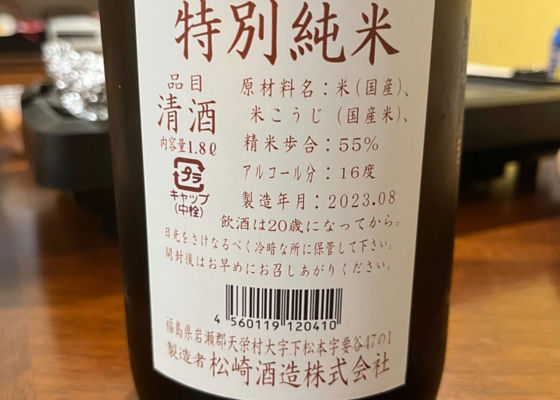 特別純米
品目
清酒
内容量1.8ℓ
プラ
キャップ
(中栓)
原材料名：米(国産)、
米こうじ(国産米)、
精米歩合：55%
アルコール分：16度
製造年月：2023.08
飲酒は20歳になってから。
日光をさけなるべく冷暗な所に保管して下さい。
開封後はお早めにお召しあがりください。
4 560119 120410
福島県岩瀬郡天栄村大字下松本字要谷47の1
製造者 松崎酒造株式会社